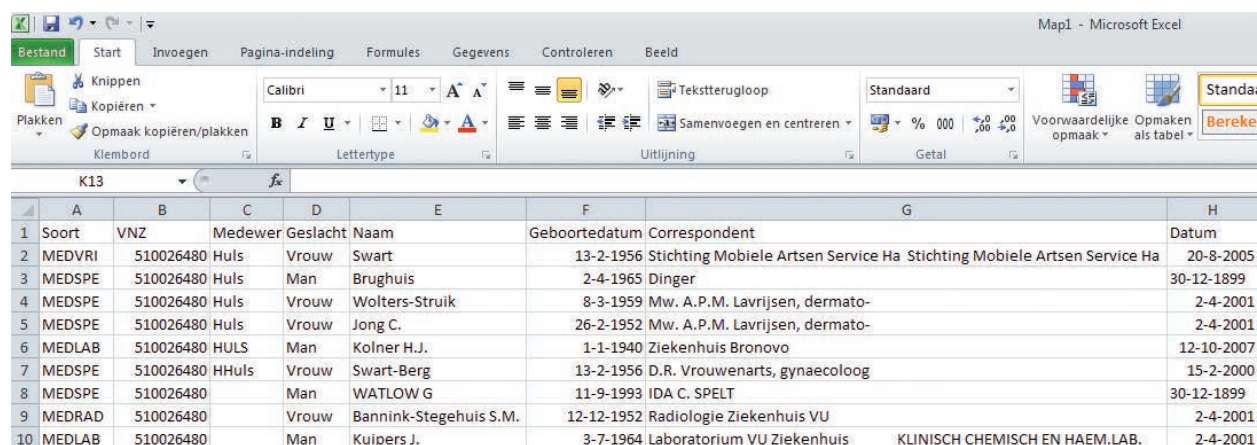 Map1 - Microsoft Excel
Bestand Start Invoegen Pagina-indeling Formules Gegevens Controleren Beeld
Plakken Knippen Calibri 11 Tekstterugloop Standaard Voorwaardelijke opmaak Opmaken als tabel Standaa
Kopiëren
Opmaak kopiëren/plakken B I U A Samenvoegen en centreren % 000 ,00 ,0 Bereke
Klembord Lettertype Uitlijning Getal
K13 fx
A B C D E F G H
1 Soort VNZ Medewer Geslacht Naam Geboortedatum Correspondent Datum
2 MEDVRI 510026480 Huls Vrouw Swart 13-2-1956 Stichting Mobiele Artsen Service Ha Stichting Mobiele Artsen Service Ha 20-8-2005
3 MEDSPE 510026480 Huls Man Brughuis 2-4-1965 Dinger 30-12-1899
4 MEDSPE 510026480 Huls Vrouw Wolters-Struik 8-3-1959 Mw. A.P.M. Lavrijsen, dermato- 2-4-2001
5 MEDSPE 510026480 Huls Vrouw Jong C. 26-2-1952 Mw. A.P.M. Lavrijsen, dermato- 2-4-2001
6 MEDLAB 510026480 HULS Man Kolner H.J. 1-1-1940 Ziekenhuis Bronovo 12-10-2007
7 MEDSPE 510026480 HHuls Vrouw Swart-Berg 13-2-1956 D.R. Vrouwenarts, gynaecoloog 15-2-2000
8 MEDSPE 510026480 Man WATLOW G 11-9-1993 IDA C. SPELT 30-12-1899
9 MEDRAD 510026480 Vrouw Bannink-Stegehuis S.M. 12-12-1952 Radiologie Ziekenhuis VU 2-4-2001
10 MEDLAB 510026480 Man Kuipers J. 3-7-1964 Laboratorium VU Ziekenhuis KLINISCH CHEMISCH EN HAEM.LAB. 2-4-2001